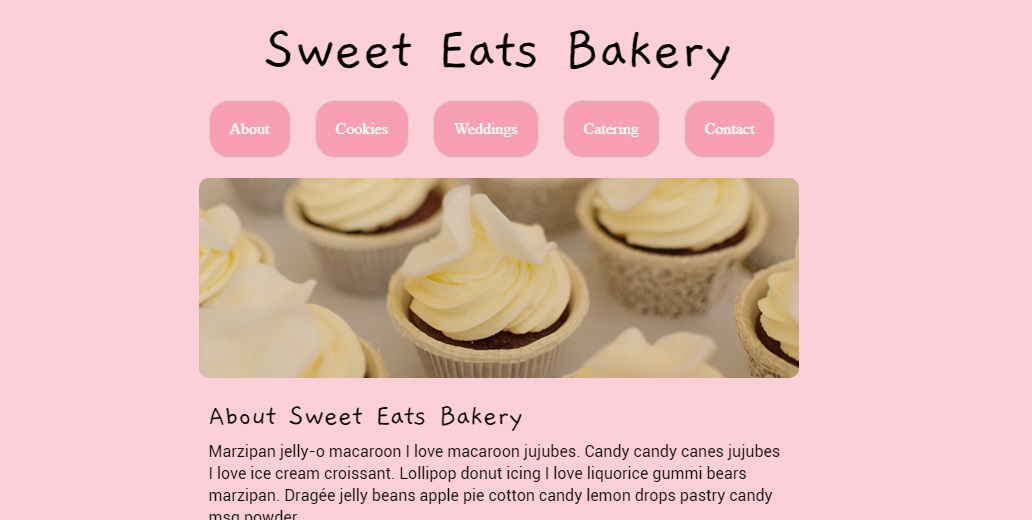 Sweet Eats Bakery
About Cookies Weddings Catering Contact
About Sweet Eats Bakery
Marzipan jelly-o macaroon I love macaroon jujubes. Candy candy canes jujubes
I love ice cream croissant. Lollipop donut icing I love liquorice gummi bears
marzipan. Dragée jelly beans apple pie cotton candy lemon drops pastry candy
msg powder